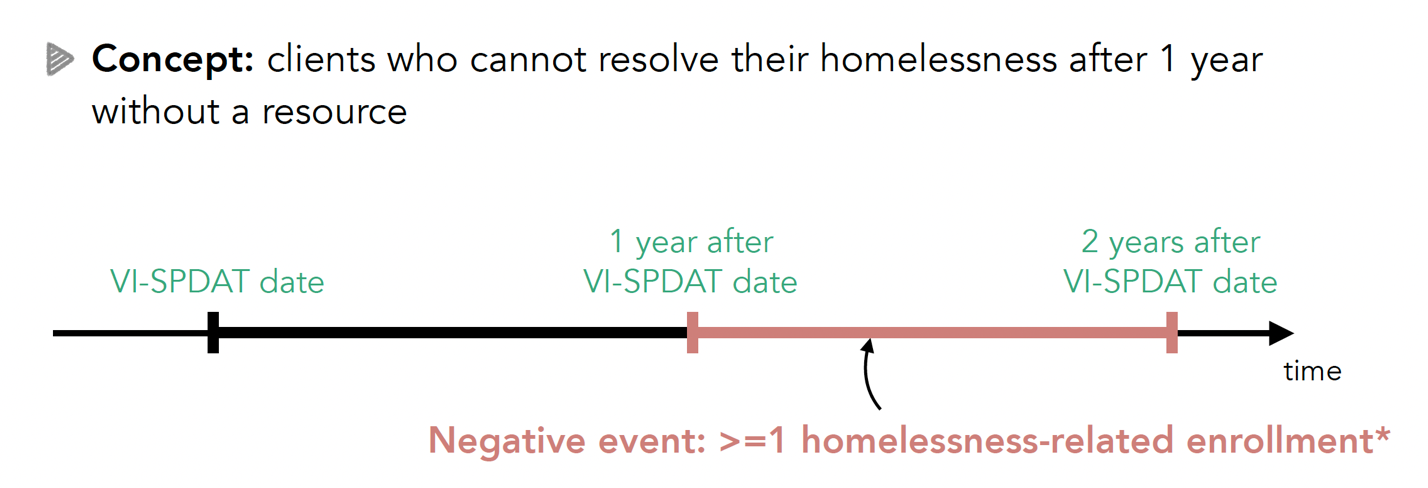 Concept: clients who cannot resolve their homelessness after 1 year
without a resource
VI-SPDAT date
1 year after
VI-SPDAT date
2 years after
VI-SPDAT date
time
Negative event: >=1 homelessness-related enrollment*